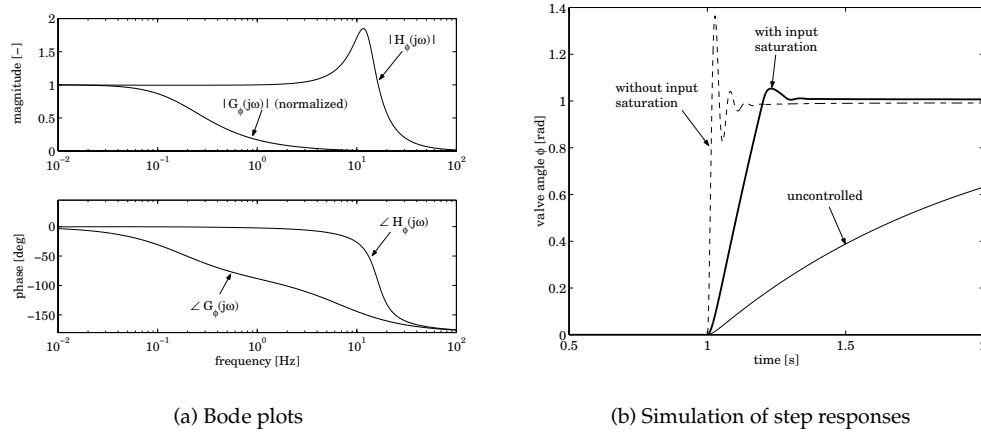 2
1.5
1
0.5
0
magnitude [−]
|H_ϕ(jω)|
|G_ϕ(jω)| (normalized)
10^-2 10^-1 10^0 10^1 10^2
0
−50
−100
−150
phase [deg]
∠ H_ϕ(jω)
∠ G_ϕ(jω)
10^-2 10^-1 10^0 10^1 10^2
frequency [Hz]
(a) Bode plots
1.4
1.2
1.0
0.8
0.6
0.4
0.2
0
valve angle ϕ [rad]
with input
saturation
without input
saturation
uncontrolled
0.5 1 1.5 2
time [s]
(b) Simulation of step responses